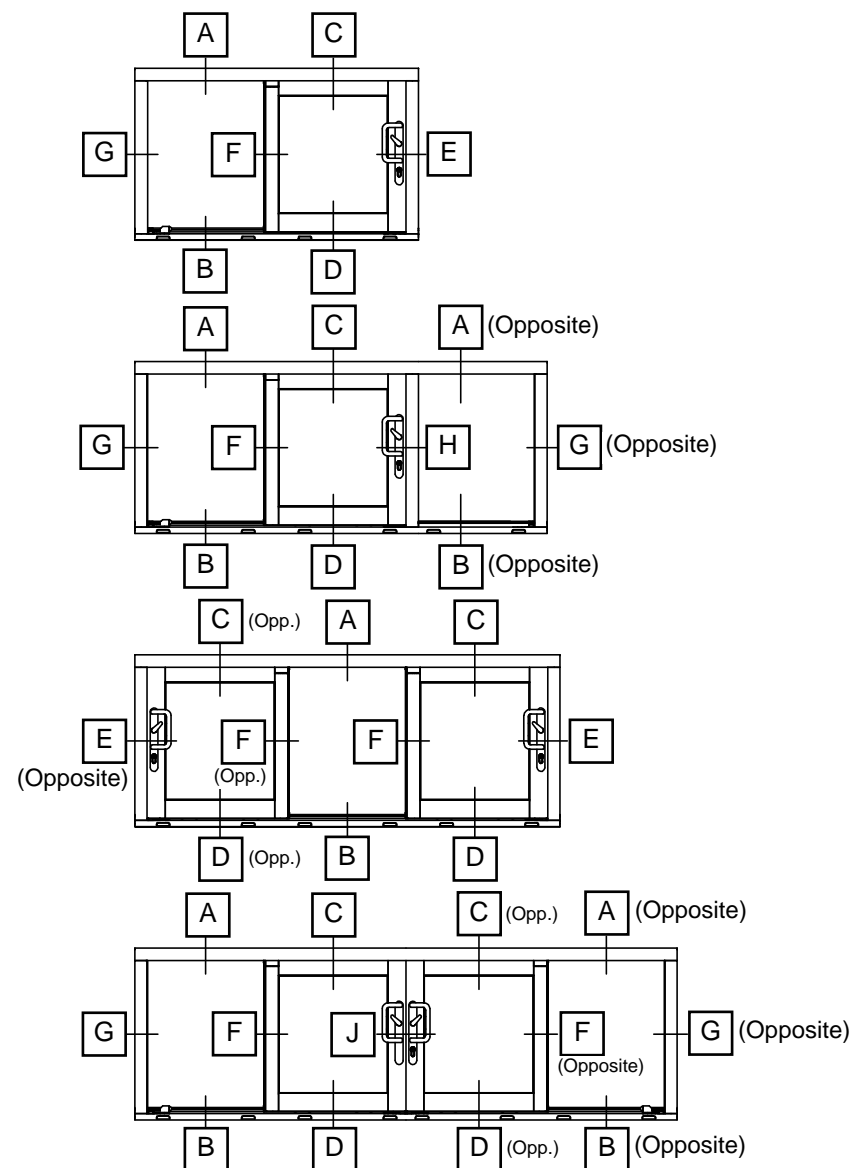 A C
G F E
B D
A C A (Opposite)
G F H G (Opposite)
B D B (Opposite)
C (Opp.) A C
E F F E
(Opposite) (Opp.)
D (Opp.) B D
A C C (Opp.) A (Opposite)
G F J F G (Opposite)
(Opposite)
B D D (Opp.) B (Opposite)